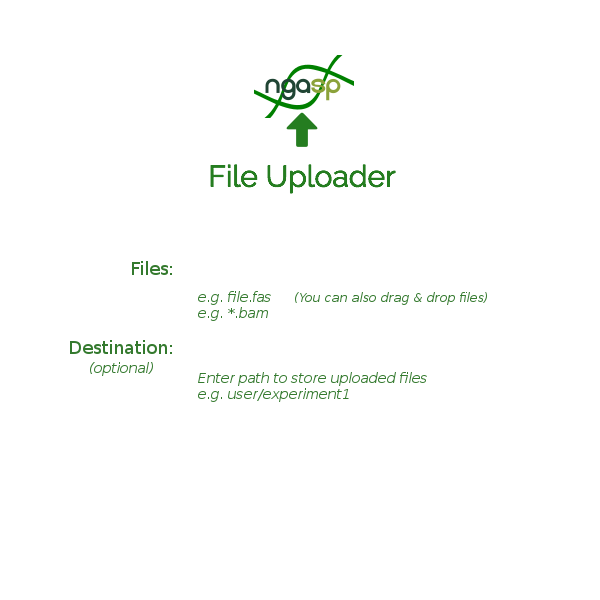 ngasp
File Uploader
Files:
e.g. file.fas (You can also drag & drop files)
e.g. *.bam
Destination:
(optional)
Enter path to store uploaded files
e.g. user/experiment1